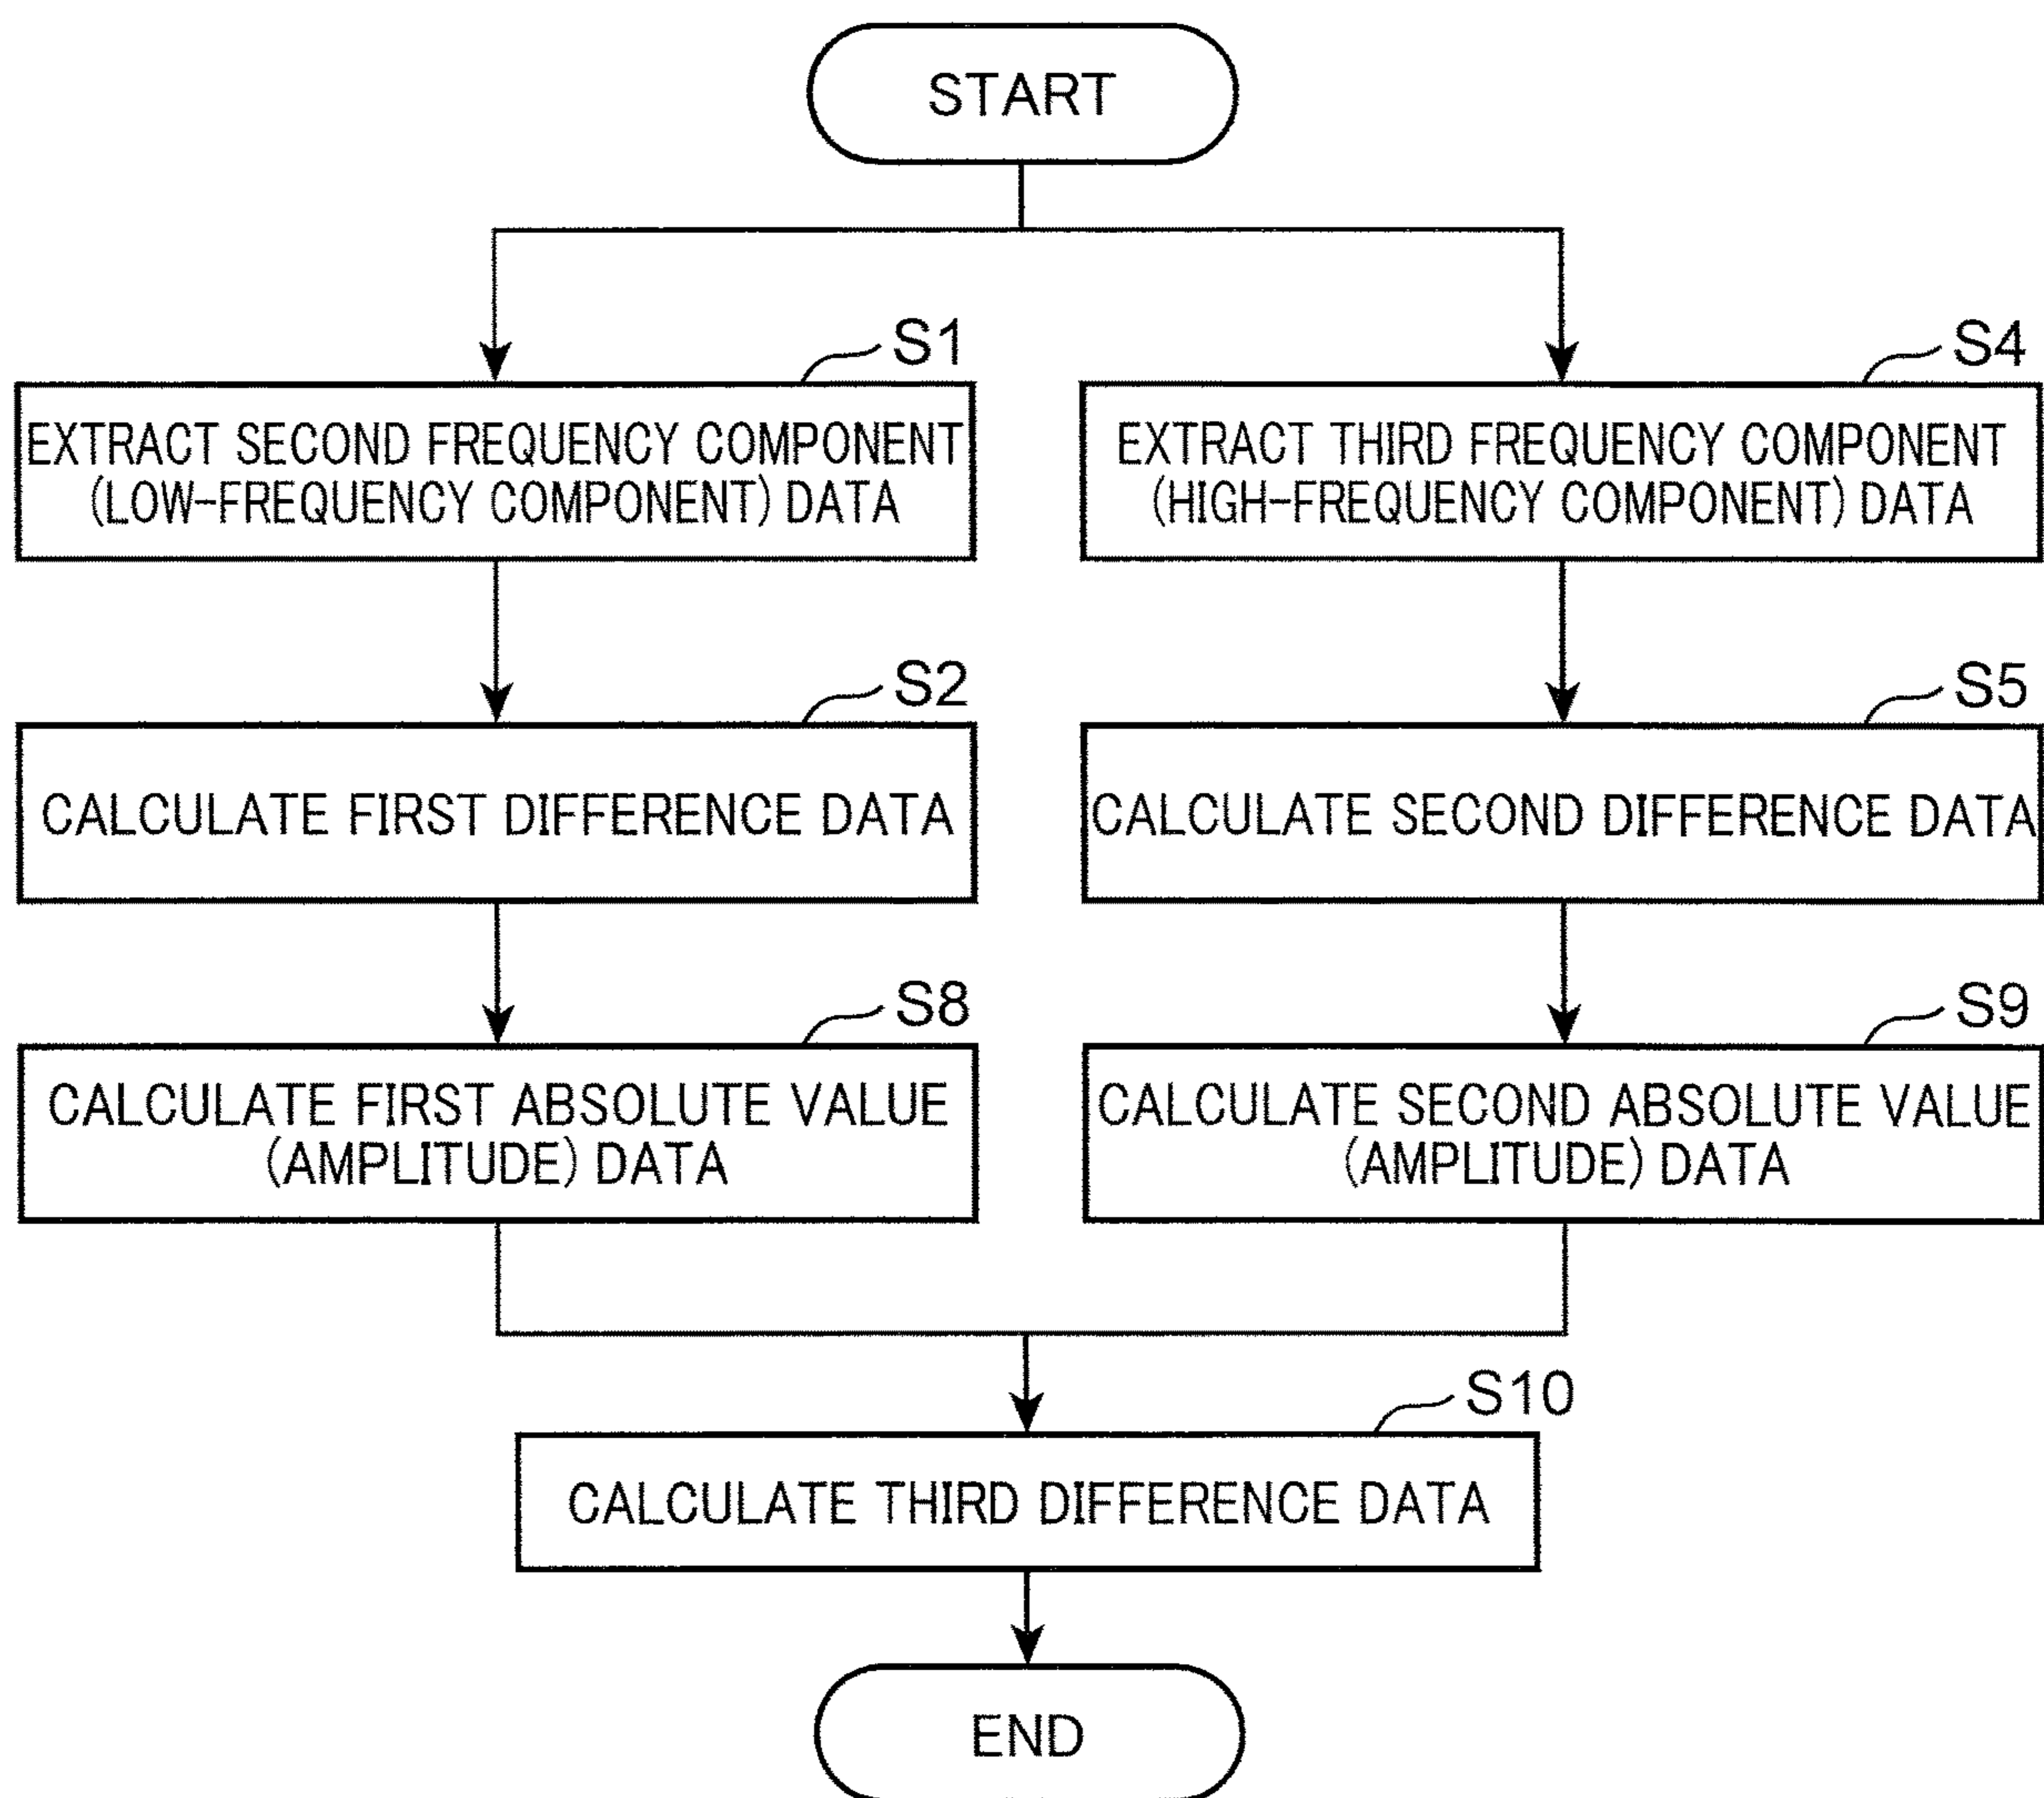 START
S1
EXTRACT SECOND FREQUENCY COMPONENT
(LOW-FREQUENCY COMPONENT) DATA
S4
EXTRACT THIRD FREQUENCY COMPONENT
(HIGH-FREQUENCY COMPONENT) DATA
S2
CALCULATE FIRST DIFFERENCE DATA
S5
CALCULATE SECOND DIFFERENCE DATA
S8
CALCULATE FIRST ABSOLUTE VALUE
(AMPLITUDE) DATA
S9
CALCULATE SECOND ABSOLUTE VALUE
(AMPLITUDE) DATA
S10
CALCULATE THIRD DIFFERENCE DATA
END